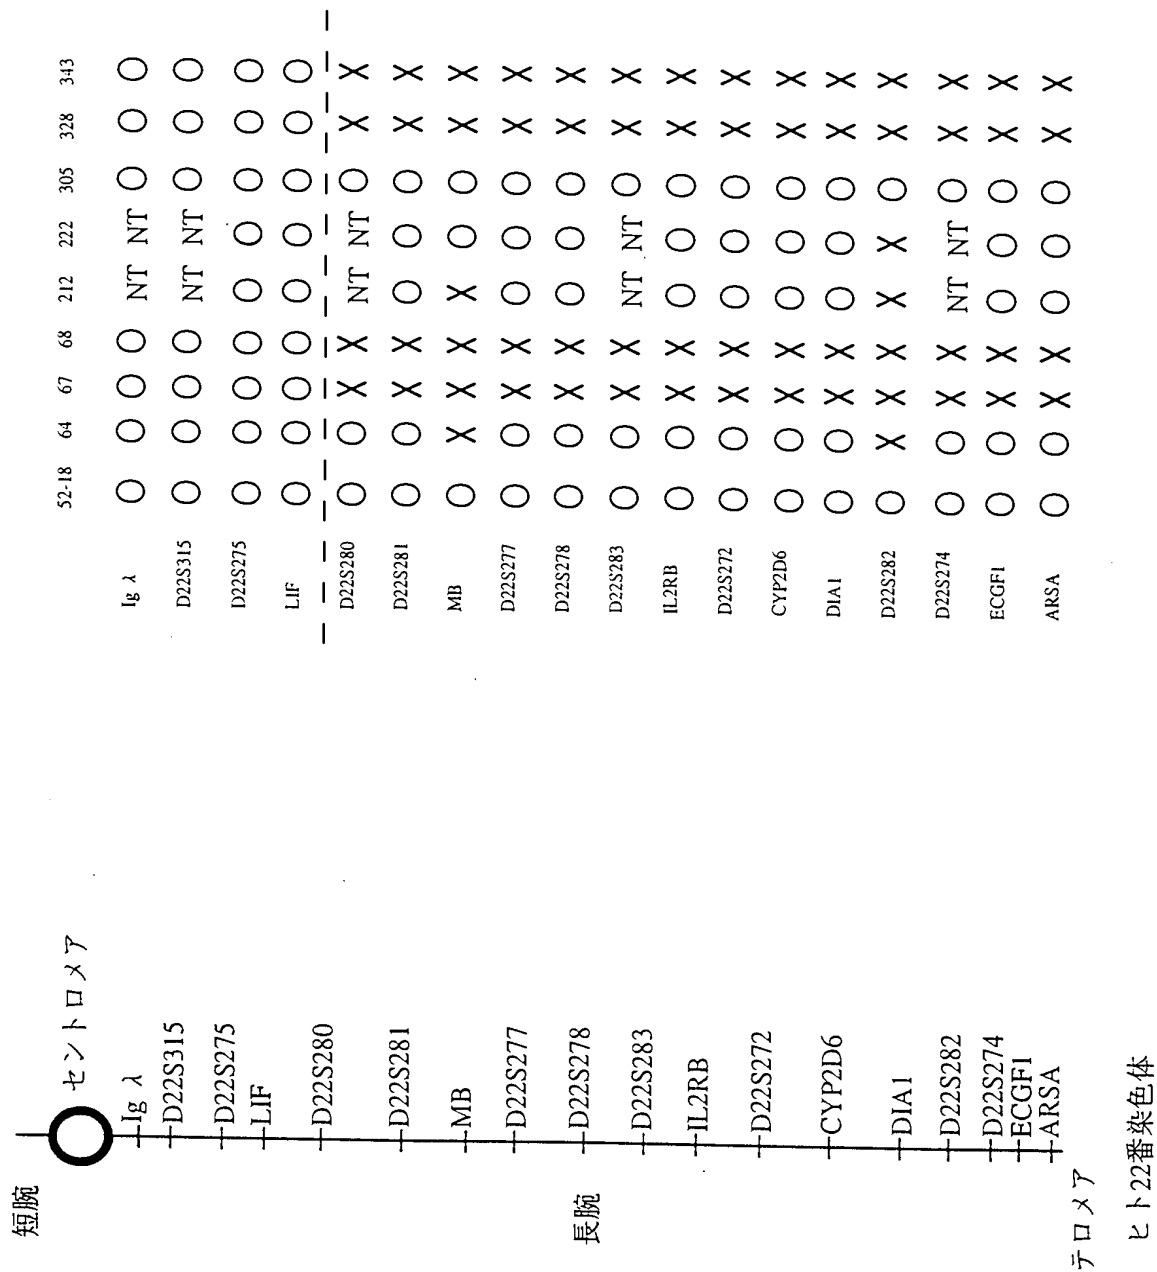 短腕
セントロメア
Ig λ
D22S315
D22S275
LIF
D22S280
D22S281
MB
D22S277
D22S278
D22S283
IL2RB
D22S272
CYP2D6
DIA1
D22S282
D22S274
ECGF1
ARSA
長腕
テロメア
ヒト22番染色体
52-18 64 67 68 212 222 305 328 343
Ig λ O O O O NT NT O O O
D22S315 O O O O NT NT O O O
D22S275 O O O O O O O O O
LIF O O O O O O O O O
D22S280 O O X X NT NT O X X
D22S281 O O X X O O O X X
MB O X X X X O O X X
D22S277 O O X X O O O X X
D22S278 O O X X O O O X X
D22S283 O O X X NT NT O X X
IL2RB O O X X O O O X X
D22S272 O O X X O O O X X
CYP2D6 O O X X O O O X X
DIA1 O O X X O O O X X
D22S282 O X X X X X O X X
D22S274 O O X X NT NT O X X
ECGF1 O O X X O O O X X
ARSA O O X X O O O X X